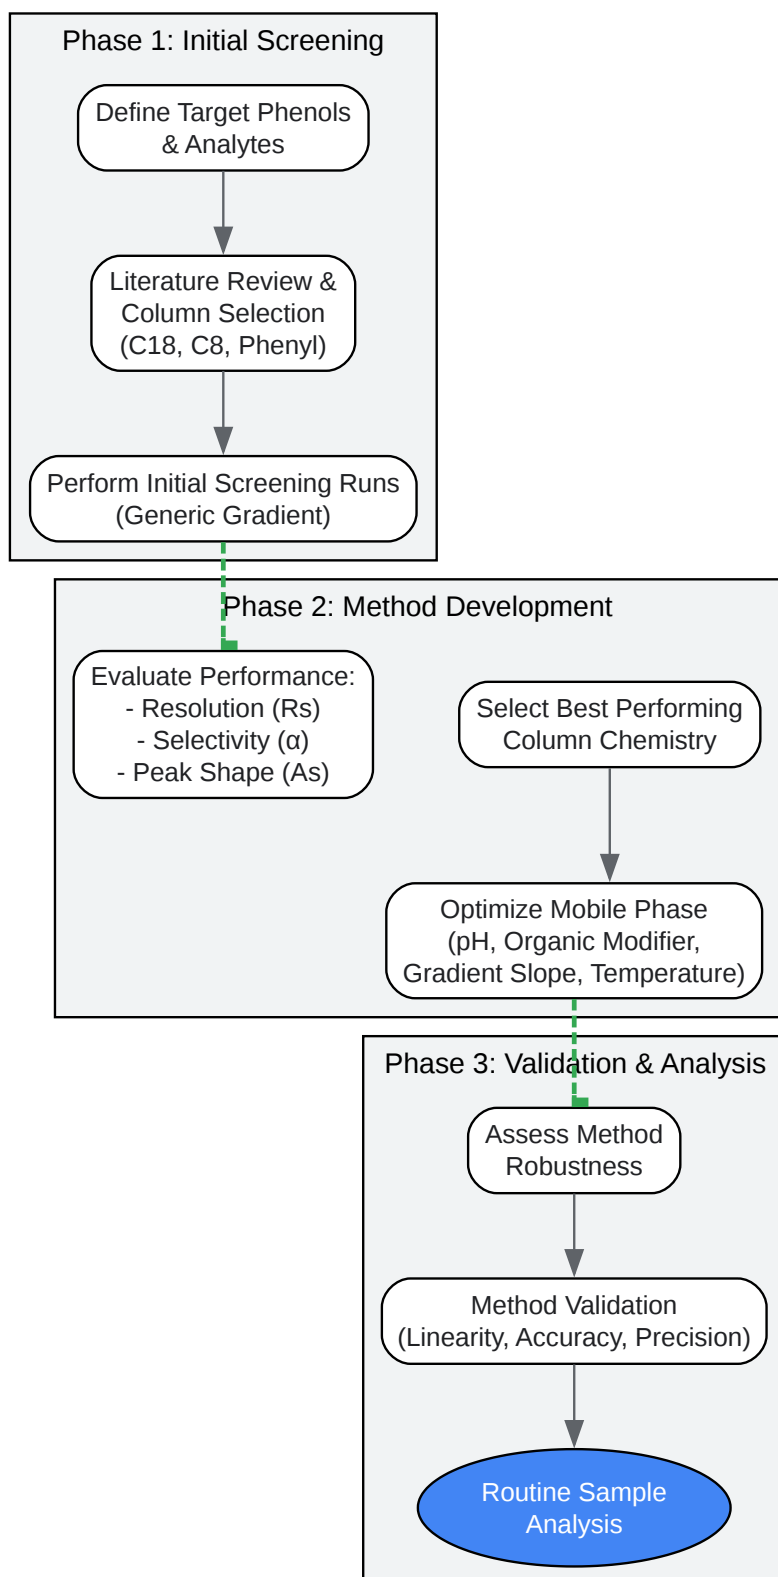 Phase 1: Initial Screening
Define Target Phenols
& Analytes
Literature Review &
Column Selection
(C18, C8, Phenyl)
Perform Initial Screening Runs
(Generic Gradient)
Phase 2: Method Development
Evaluate Performance:
- Resolution (Rs)
- Selectivity (α)
- Peak Shape (As)
Select Best Performing
Column Chemistry
Optimize Mobile Phase
(pH, Organic Modifier,
Gradient Slope, Temperature)
Phase 3: Validation & Analysis
Assess Method
Robustness
Method Validation
(Linearity, Accuracy, Precision)
Routine Sample
Analysis